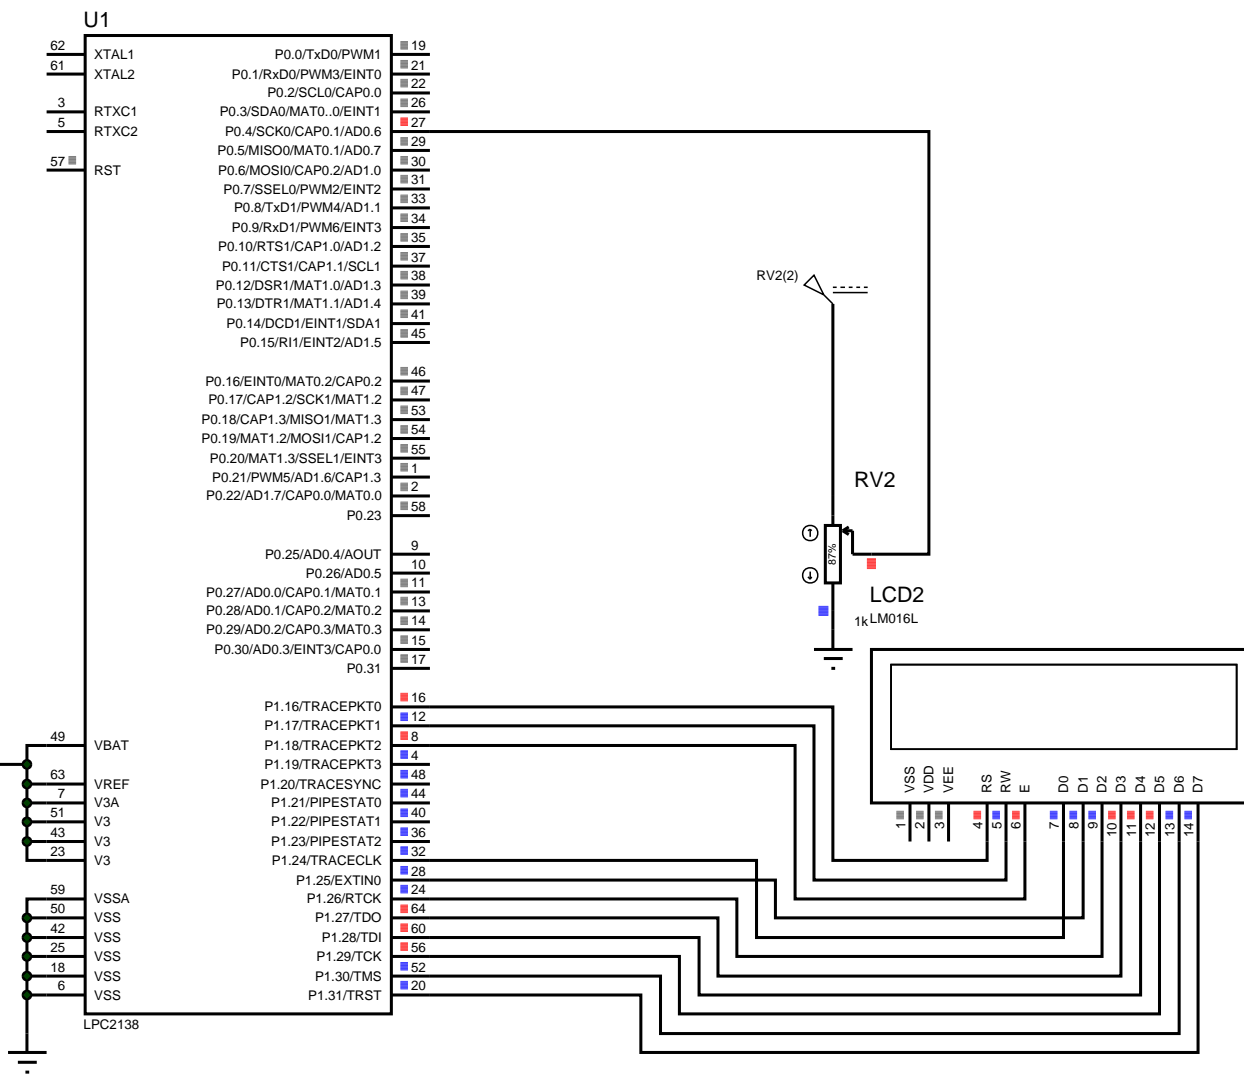 U1
62 XTAL1
61 XTAL2
3 RTXC1
5 RTXC2
57 RST
P0.0/TxD0/PWM1 19
P0.1/RxD0/PWM3/EINT0 21
P0.2/SCL0/CAP0.0 22
P0.3/SDA0/MAT0..0/EINT1 26
P0.4/SCK0/CAP0.1/AD0.6 27
P0.5/MISO0/MAT0.1/AD0.7 29
P0.6/MOSI0/CAP0.2/AD1.0 30
P0.7/SSEL0/PWM2/EINT2 31
P0.8/TxD1/PWM4/AD1.1 33
P0.9/RxD1/PWM6/EINT3 34
P0.10/RTS1/CAP1.0/AD1.2 35
P0.11/CTS1/CAP1.1/SCL1 37
P0.12/DSR1/MAT1.0/AD1.3 38
P0.13/DTR1/MAT1.1/AD1.4 39
P0.14/DCD1/EINT1/SDA1 41
P0.15/RI1/EINT2/AD1.5 45
P0.16/EINT0/MAT0.2/CAP0.2 46
P0.17/CAP1.2/SCK1/MAT1.2 47
P0.18/CAP1.3/MISO1/MAT1.3 53
P0.19/MAT1.2/MOSI1/CAP1.2 54
P0.20/MAT1.3/SSEL1/EINT3 55
P0.21/PWM5/AD1.6/CAP1.3 1
P0.22/AD1.7/CAP0.0/MAT0.0 2
P0.23 58
P0.25/AD0.4/AOUT 9
P0.26/AD0.5 10
P0.27/AD0.0/CAP0.1/MAT0.1 11
P0.28/AD0.1/CAP0.2/MAT0.2 13
P0.29/AD0.2/CAP0.3/MAT0.3 14
P0.30/AD0.3/EINT3/CAP0.0 15
P0.31 17
P1.16/TRACEPKT0 16
P1.17/TRACEPKT1 12
P1.18/TRACEPKT2 8
P1.19/TRACEPKT3 4
P1.20/TRACESYNC 48
P1.21/PIPESTAT0 44
P1.22/PIPESTAT1 40
P1.23/PIPESTAT2 36
P1.24/TRACECLK 32
P1.25/EXTIN0 28
P1.26/RTCK 24
P1.27/TDO 64
P1.28/TDI 60
P1.29/TCK 56
P1.30/TMS 52
P1.31/TRST 20
49 VBAT
63 VREF
7 V3A
51 V3
43 V3
23 V3
59 VSSA
50 VSS
42 VSS
25 VSS
18 VSS
6 VSS
LPC2138
RV2(2)
RV2
87%
1k
LCD2
LM016L
VSS 1
VDD 2
VEE 3
RS 4
RW 5
E 6
D0 7
D1 8
D2 9
D3 10
D4 11
D5 12
D6 13
D7 14